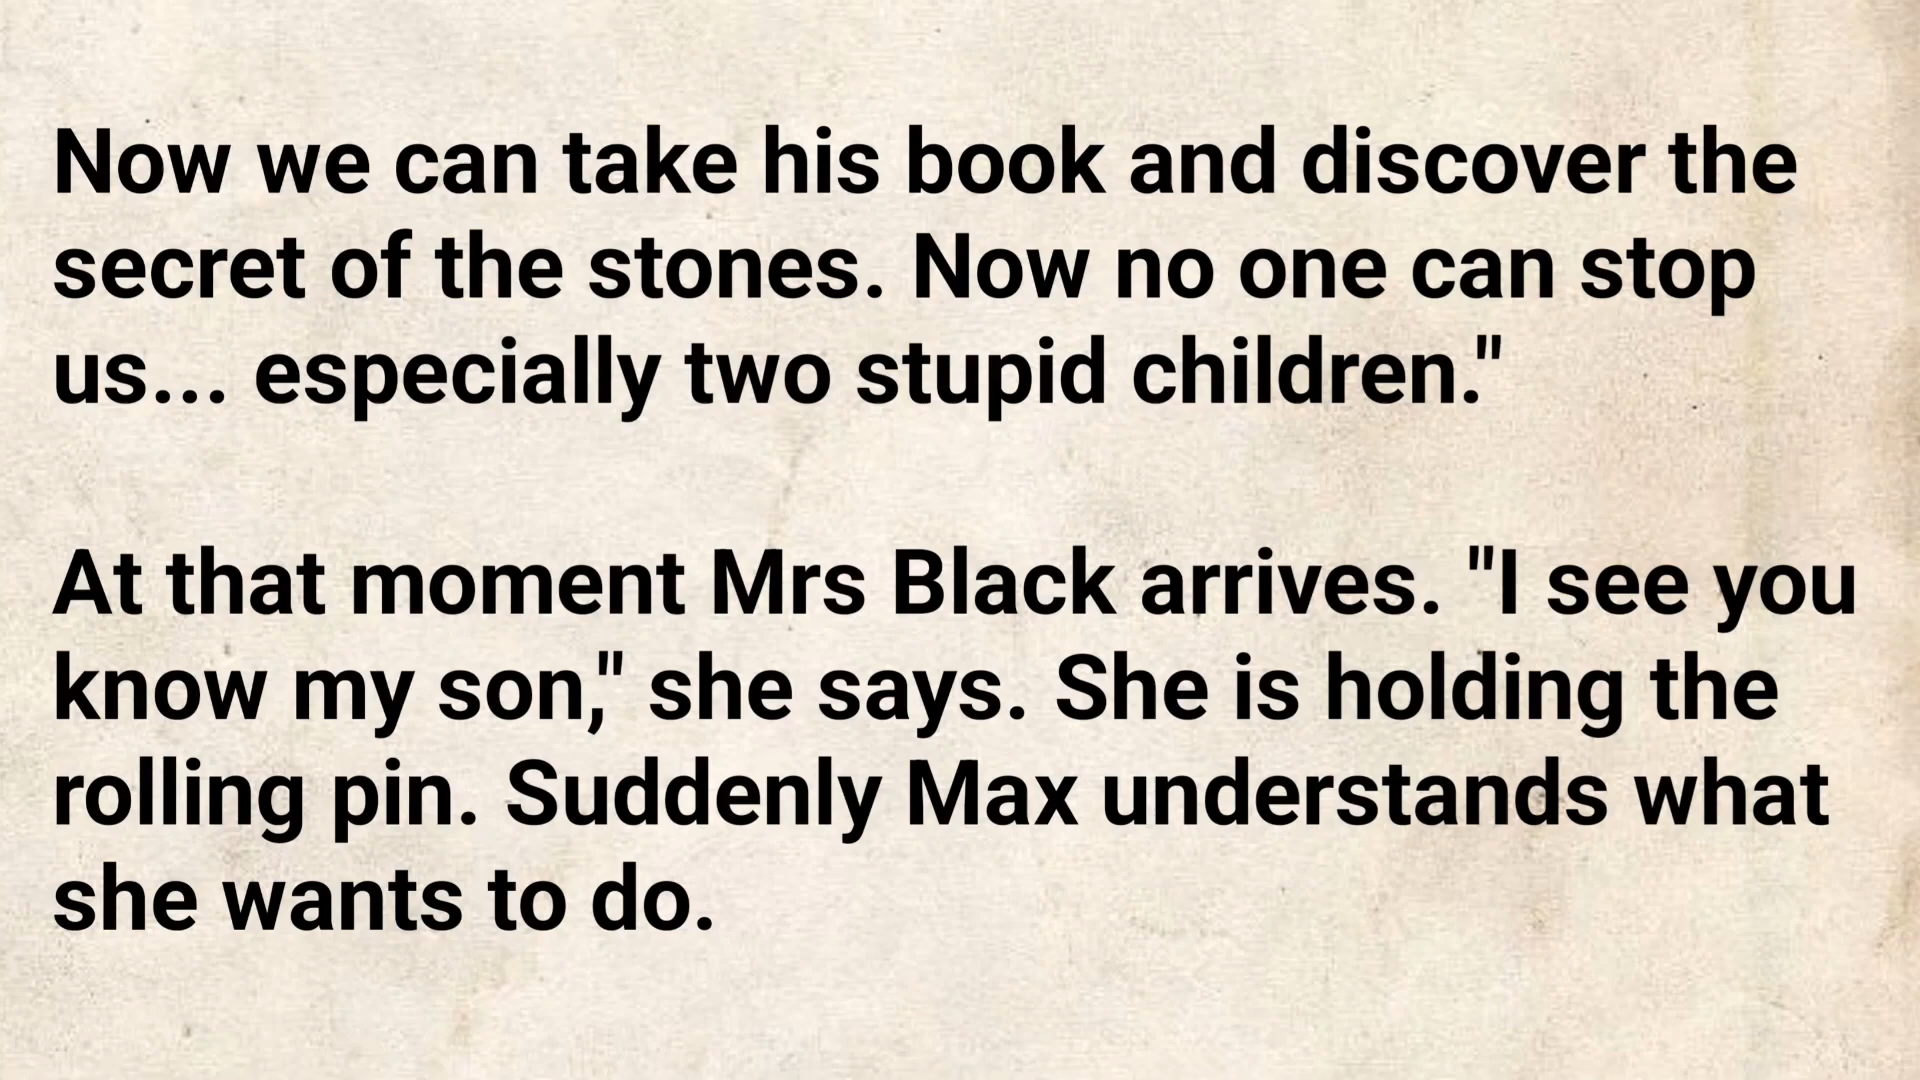 Now we can take his book and discover the
secret of the stones. Now no one can stop
us... especially two stupid children."
At that moment Mrs Black arrives. "I see you
know my son," she says. She is holding the
rolling pin. Suddenly Max understands what
she wants to do.